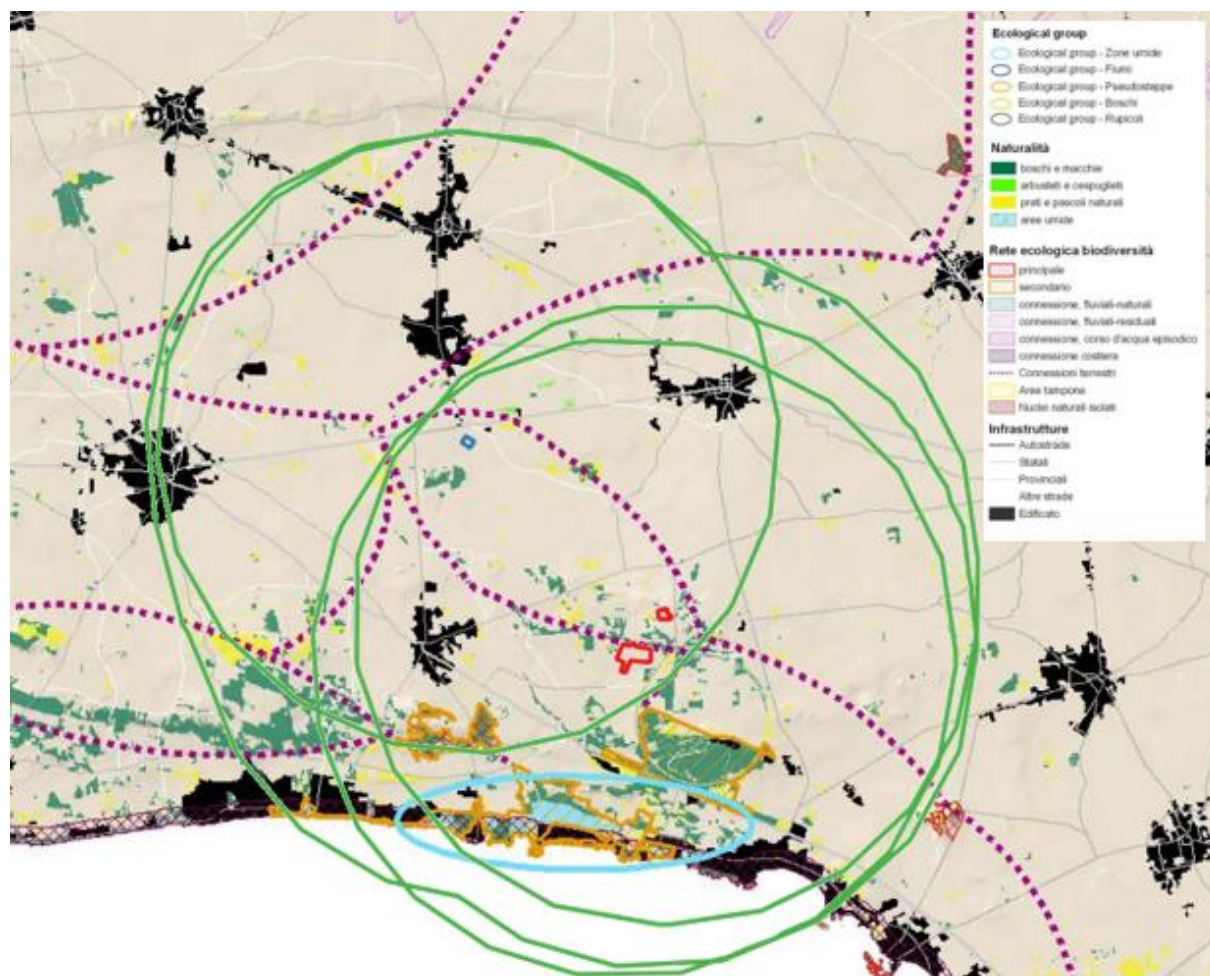 Ecological group
Ecological group - Zone umide
Ecological group - Fiumi
Ecological group - Pseudosteppe
Ecological group - Boschi
Ecological group - Rupicoli
Naturalità
boschi e macchie
arbusteti e cespuglieti
prati e pascoli naturali
aree umide
Rete ecologica biodiversità
principale
secondario
connessione, fluviali-naturali
connessione, fluviali-residuali
connessione, corso d'acqua episodico
connessione costiera
Connessioni terrestri
Area tampone
Nuclei naturali isolati
Infrastrutture
Autostrade
Statali
Provinciali
Altre strade
Edificato